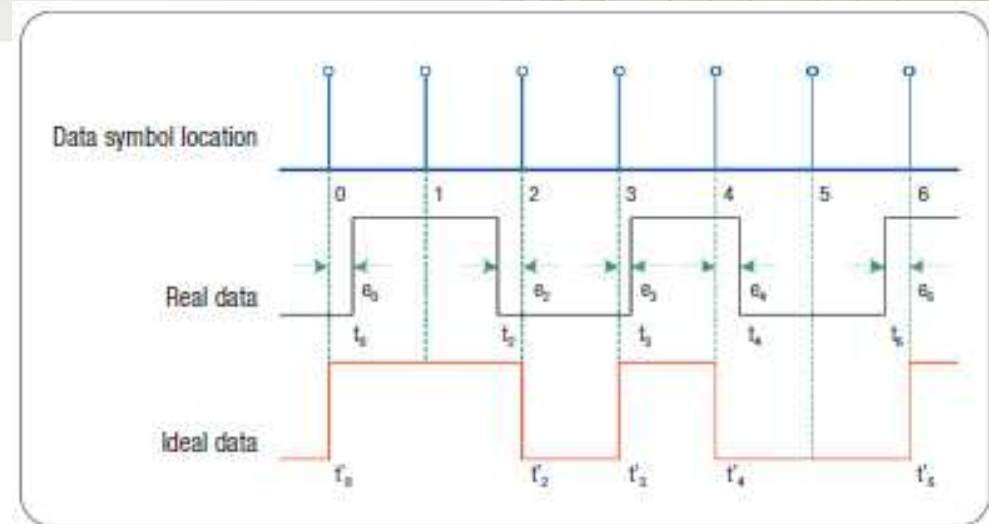 Data symbol location
0 1 2 3 4 5 6
Real data
e₀ e₂ e₃ e₄ e₅
t₀ t₂ t₃ t₄ t₅
Ideal data
t'₀ t'₂ t'₃ t'₄ t'₅